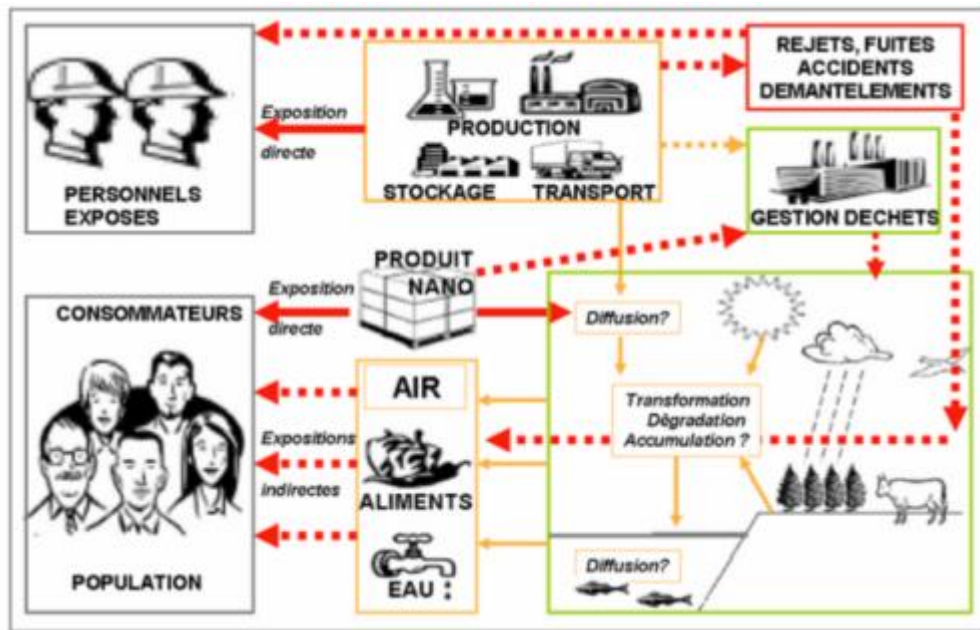 REJETS, FUITES
ACCIDENTS
DEMANTELEMENTS
Exposition
directe
PRODUCTION
STOCKAGE
TRANSPORT
PERSONNELS
EXPOSES
GESTION DECHETS
PRODUIT
NANO
Exposition
directe
CONSOMMATEURS
Diffusion?
AIR
Transformation
Dègradation
Accumulation ?
Expositions
indirectes
ALIMENTS
Diffusion?
EAU
POPULATION